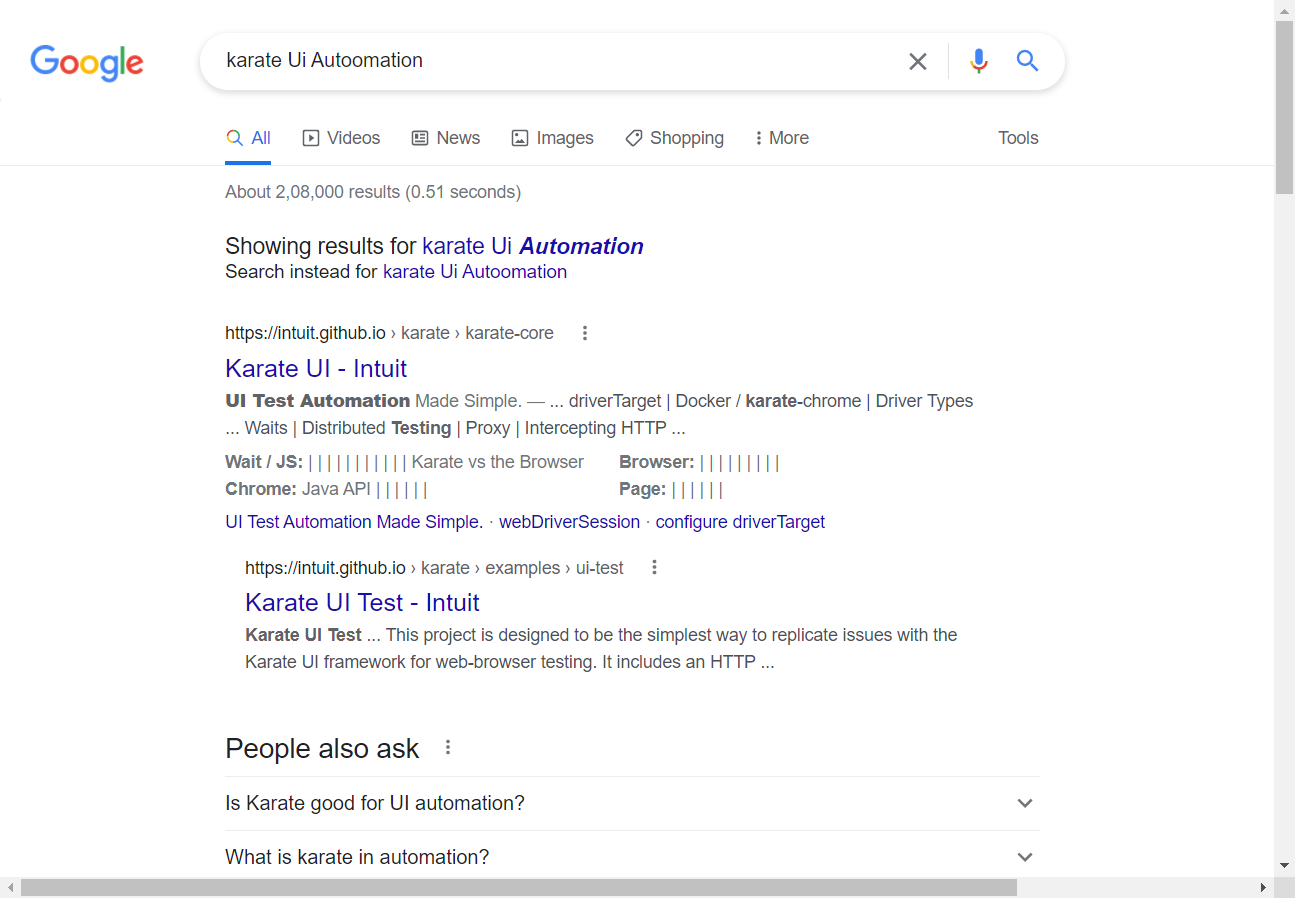 Google
karate Ui Autoomation
All Videos News Images Shopping More Tools
About 2,08,000 results (0.51 seconds)
Showing results for karate Ui Automation
Search instead for karate Ui Autoomation
https://intuit.github.io › karate › karate-core
Karate UI - Intuit
UI Test Automation Made Simple. — ... driverTarget | Docker / karate-chrome | Driver Types
... Waits | Distributed Testing | Proxy | Intercepting HTTP ...
Wait / JS: | | | | | | | | | | | Karate vs the Browser Browser: | | | | | | | | |
Chrome: Java API | | | | | | Page: | | | | | |
UI Test Automation Made Simple. · webDriverSession · configure driverTarget
https://intuit.github.io › karate › examples › ui-test
Karate UI Test - Intuit
Karate UI Test ... This project is designed to be the simplest way to replicate issues with the
Karate UI framework for web-browser testing. It includes an HTTP ...
People also ask
Is Karate good for UI automation?
What is karate in automation?